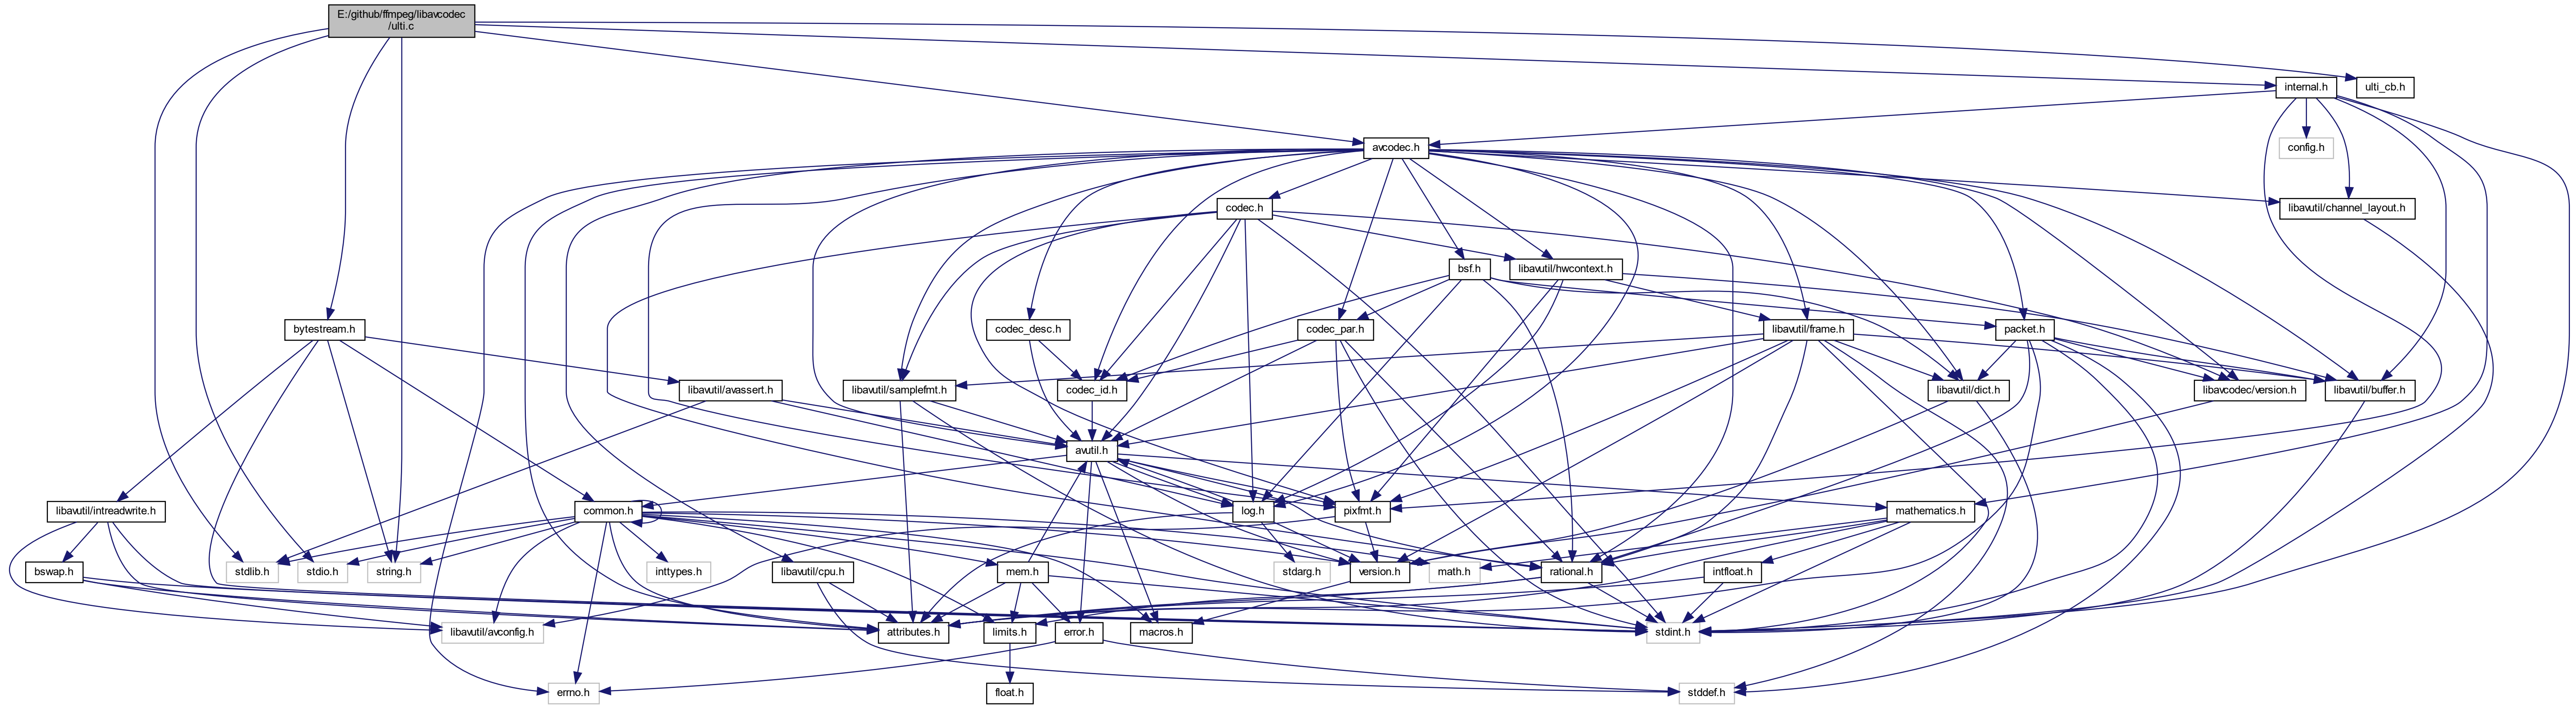 E:/github/ffmpeg/libavcodec
/ulti.c
internal.h
ulti_cb.h
avcodec.h
config.h
codec.h
libavutil/channel_layout.h
bsf.h
libavutil/hwcontext.h
bytestream.h
codec_desc.h
codec_par.h
libavutil/frame.h
packet.h
libavutil/avassert.h
libavutil/samplefmt.h
codec_id.h
libavutil/dict.h
libavcodec/version.h
libavutil/buffer.h
avutil.h
libavutil/intreadwrite.h
common.h
log.h
pixfmt.h
mathematics.h
bswap.h
stdlib.h
stdio.h
string.h
inttypes.h
libavutil/cpu.h
mem.h
stdarg.h
version.h
math.h
rational.h
intfloat.h
libavutil/avconfig.h
attributes.h
limits.h
error.h
macros.h
stdint.h
errno.h
float.h
stddef.h